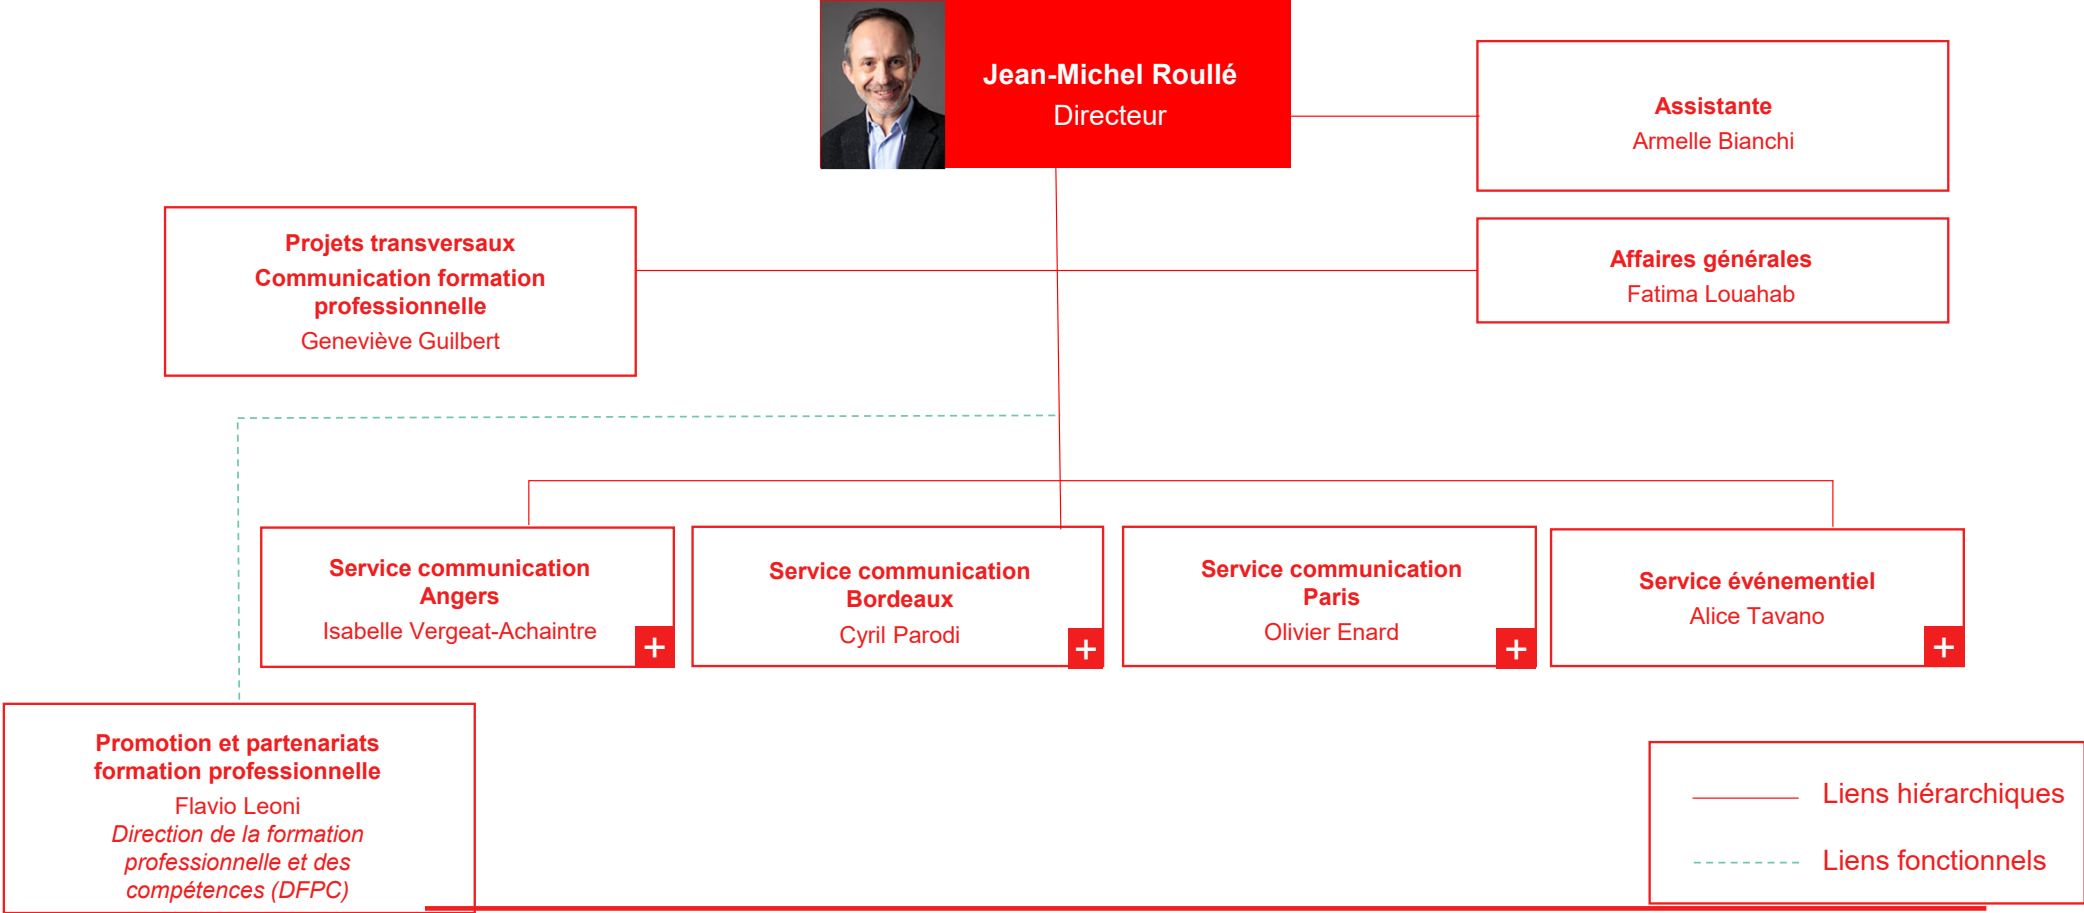 Jean-Michel Roullé
Directeur
Assistante
Armelle Bianchi
Projets transversaux
Communication formation
professionnelle
Geneviève Guilbert
Affaires générales
Fatima Louahab
Service communication
Angers
Isabelle Vergeat-Achaintre
+
Service communication
Bordeaux
Cyril Parodi
+
Service communication
Paris
Olivier Enard
+
Service événementiel
Alice Tavano
+
Promotion et partenariats
formation professionnelle
Flavio Leoni
Direction de la formation
professionnelle et des
compétences (DFPC)
Liens hiérarchiques
Liens fonctionnels